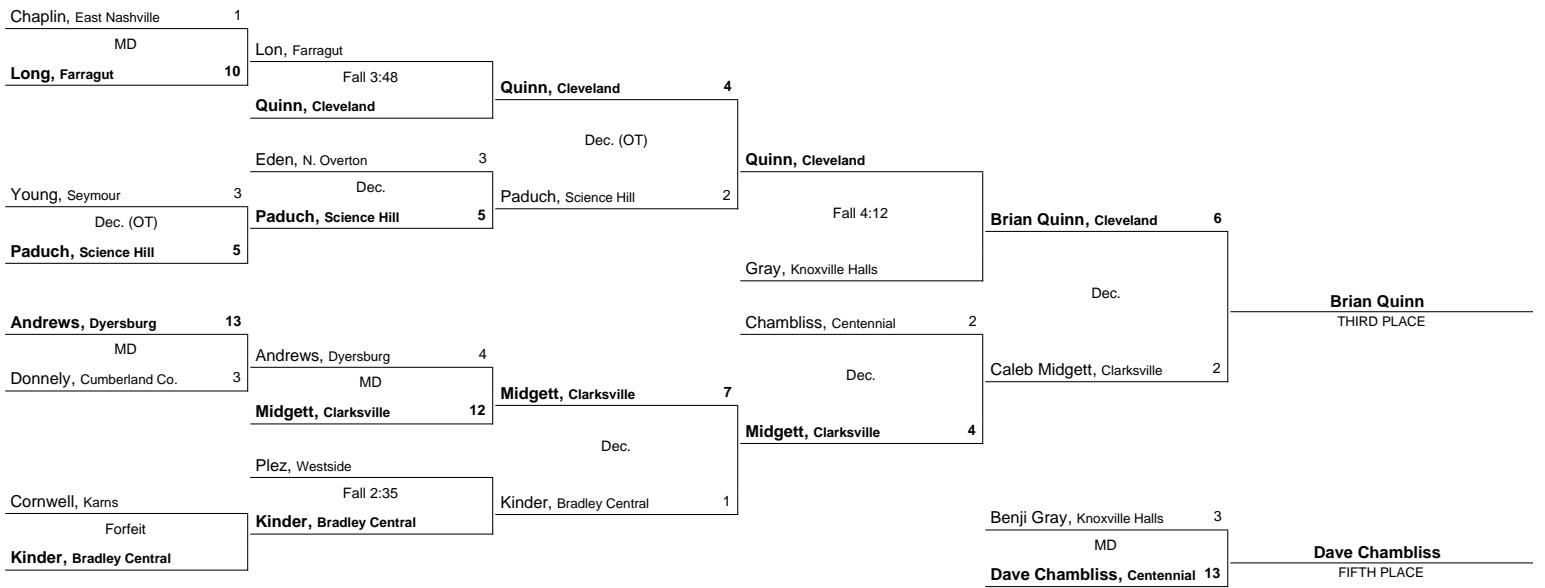 Chaplin, East Nashville 1
MD
Long, Farragut 10
Young, Seymour 3
Dec. (OT)
Paduch, Science Hill 5
Andrews, Dyersburg 13
MD
Donnely, Cumberland Co. 3
Cornwell, Karns
Forfeit
Kinder, Bradley Central
Lon, Farragut
Fall 3:48
Quinn, Cleveland
Eden, N. Overton 3
Dec.
Paduch, Science Hill 5
Andrews, Dyersburg 4
MD
Midgett, Clarksville 12
Plez, Westside
Fall 2:35
Kinder, Bradley Central
Quinn, Cleveland 4
Dec. (OT)
Paduch, Science Hill 2
Midgett, Clarksville 7
Dec.
Kinder, Bradley Central 1
Quinn, Cleveland
Fall 4:12
Gray, Knoxville Halls
Chambliss, Centennial 2
Dec.
Midgett, Clarksville 4
Brian Quinn, Cleveland 6
Dec.
Caleb Midgett, Clarksville 2
Brian Quinn
THIRD PLACE
Benji Gray, Knoxville Halls 3
MD
Dave Chambliss, Centennial 13
Dave Chambliss
FIFTH PLACE